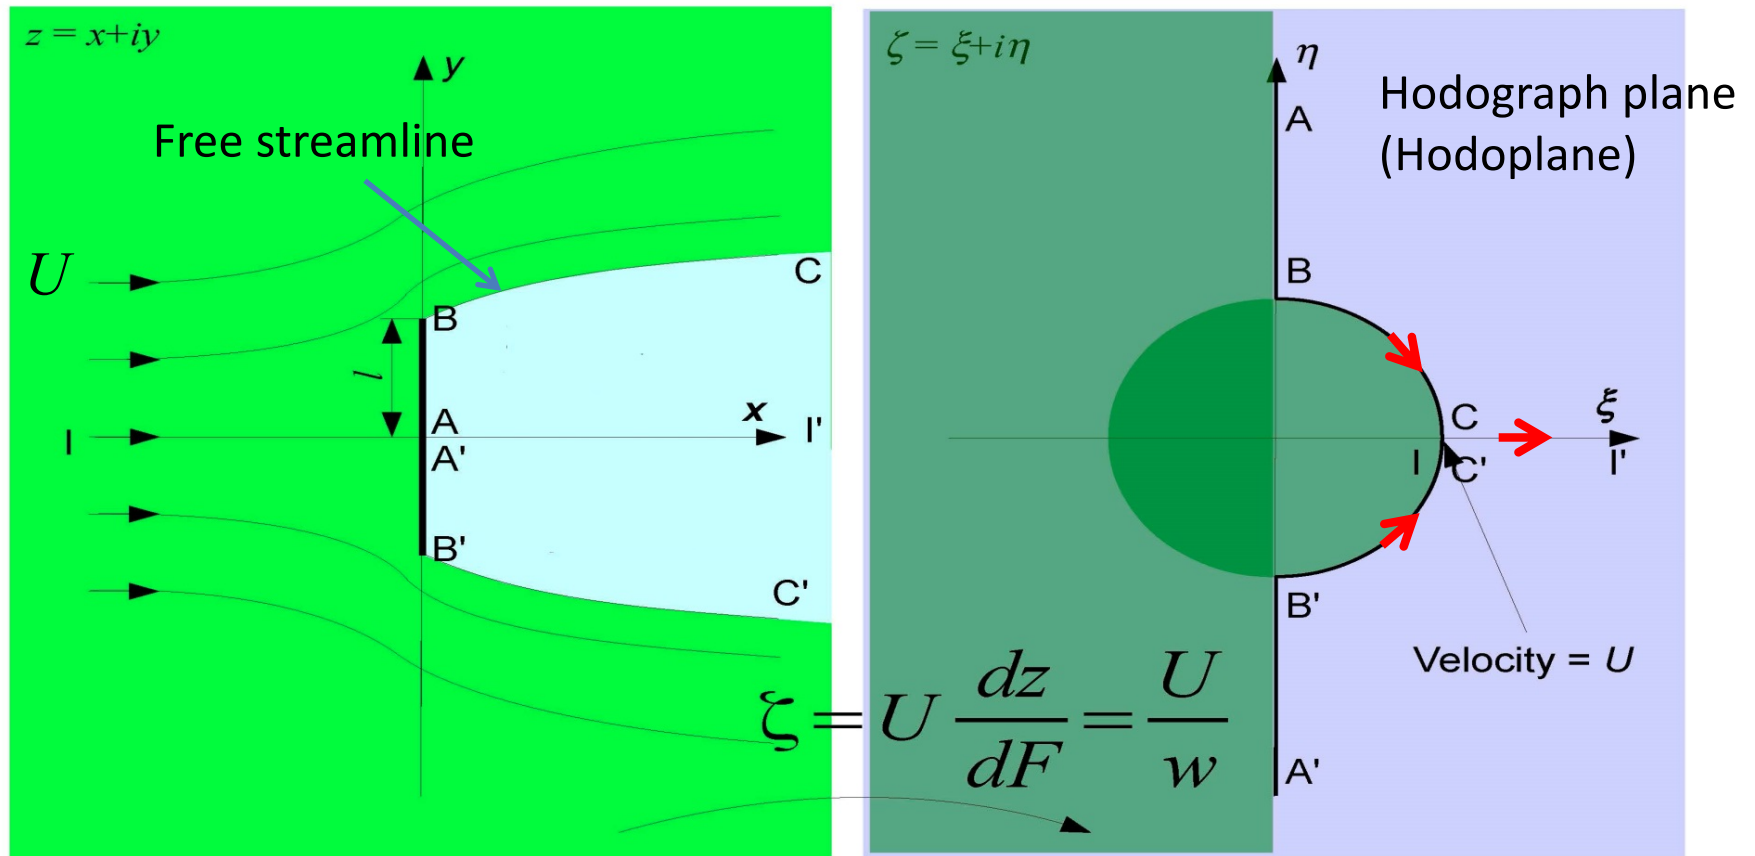 z = x+iy
y
Free streamline
U
B
C
l
A
x
I
I'
A'
B'
C'
ζ = ξ+iη
η
Hodograph plane
(Hodoplane)
A
B
ξ
C
I
C'
I'
B'
Velocity = U
A'
ζ = U dz/dF = U/w